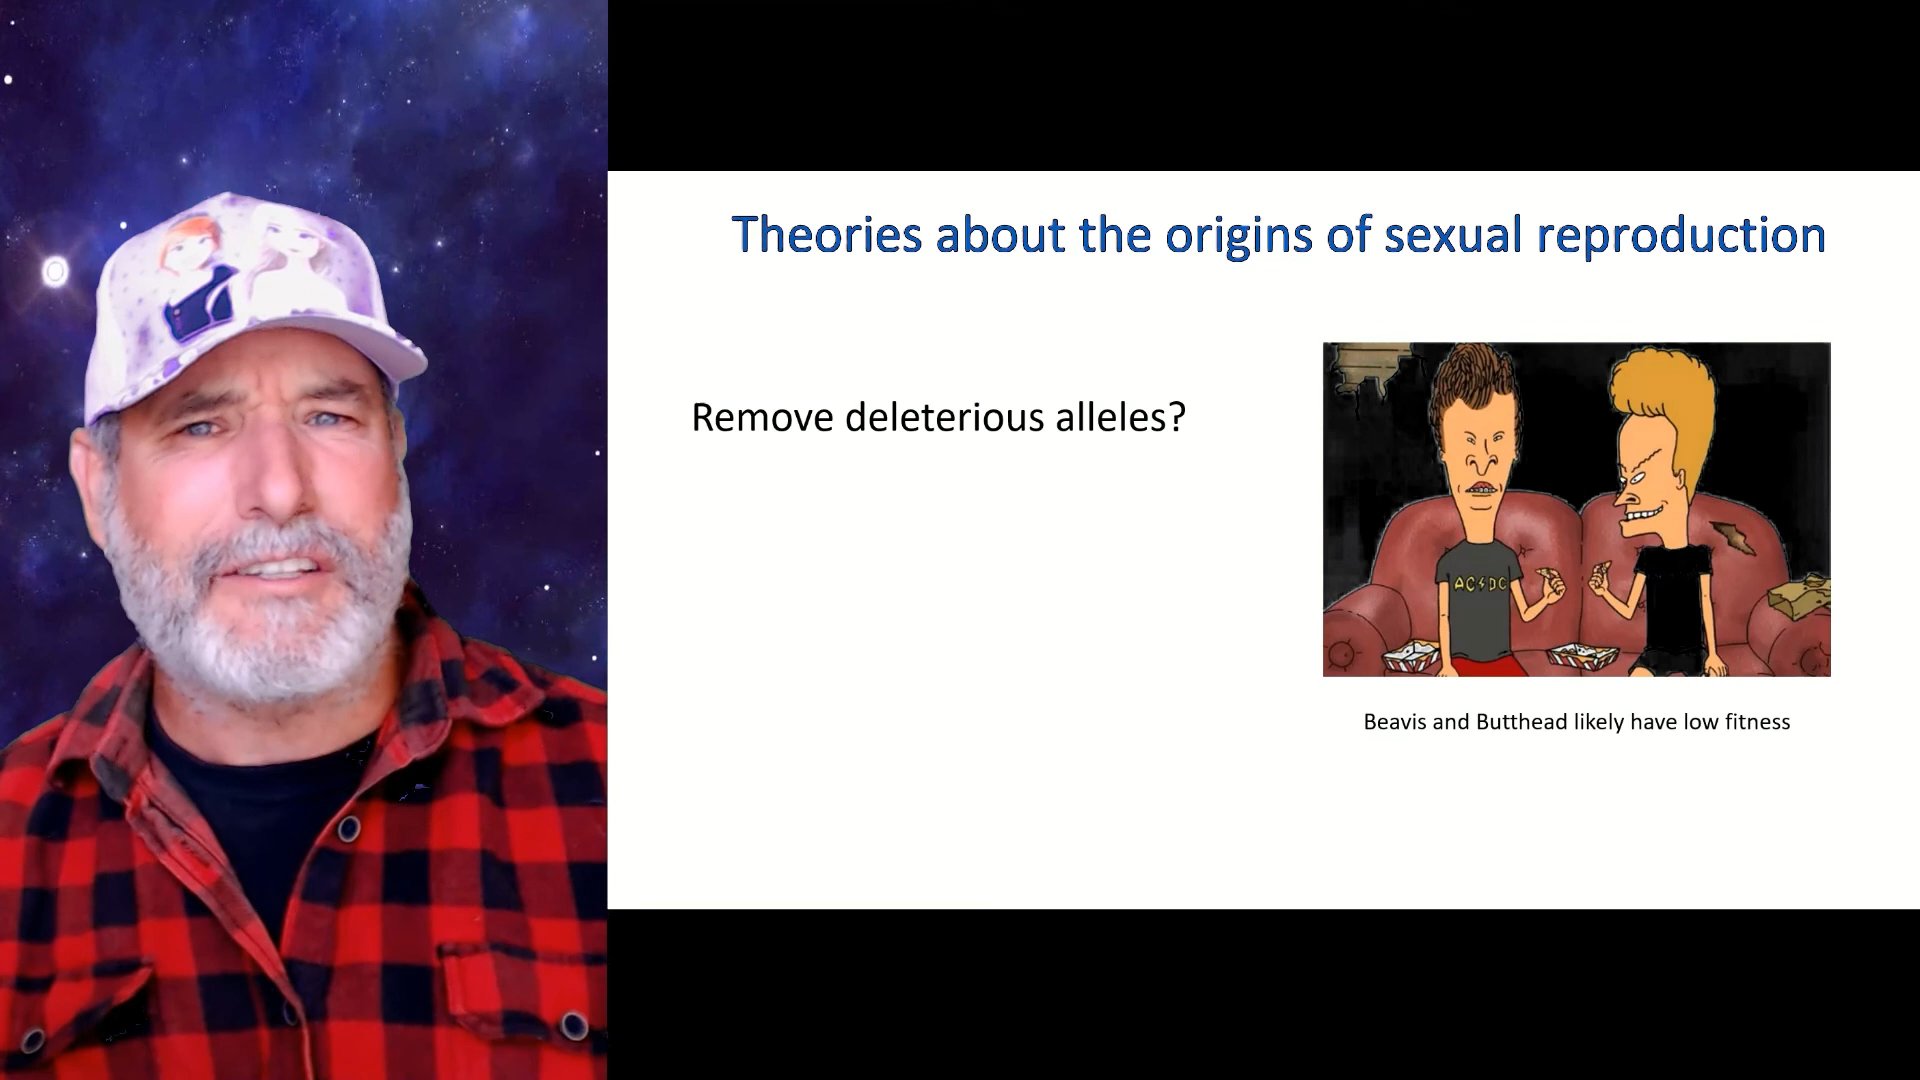 Theories about the origins of sexual reproduction
Remove deleterious alleles?
AC⚡DC
Beavis and Butthead likely have low fitness